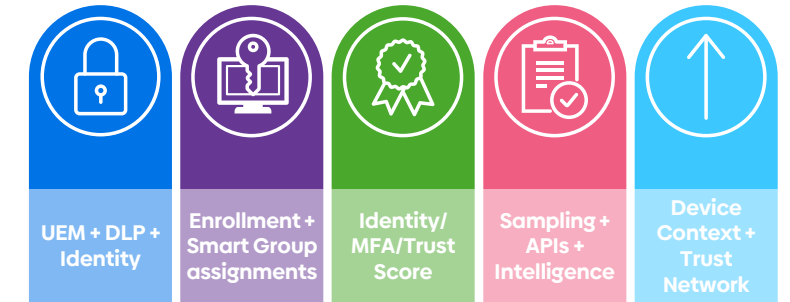 UEM + DLP +
Identity
Enrollment +
Smart Group
assignments
Identity/
MFA/Trust
Score
Sampling +
APIs +
Intelligence
Device
Context +
Trust
Network